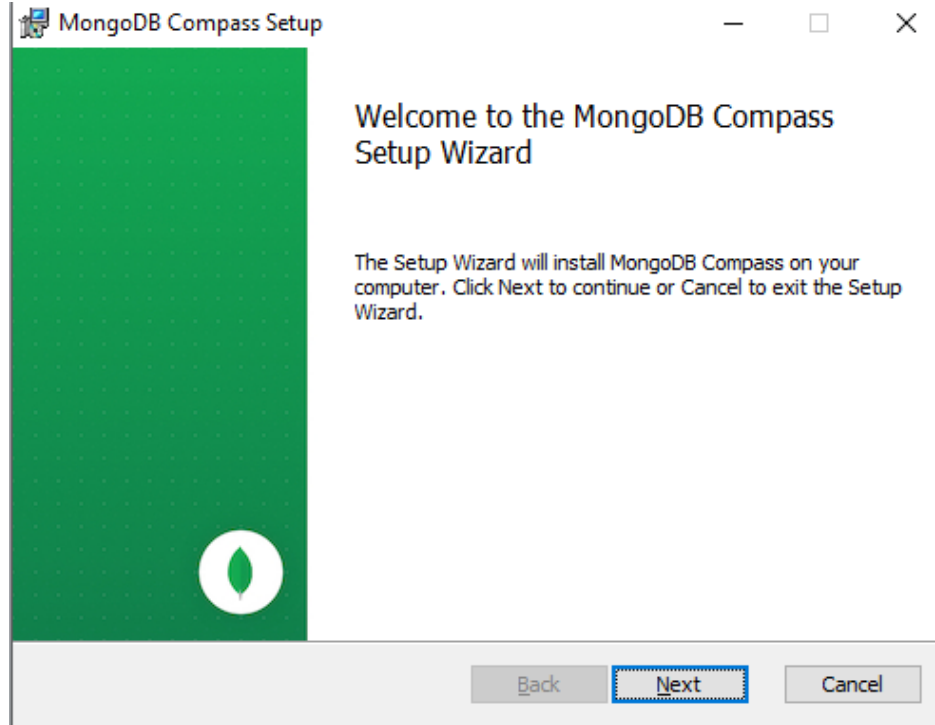 MongoDB Compass Setup
Welcome to the MongoDB Compass
Setup Wizard
The Setup Wizard will install MongoDB Compass on your
computer. Click Next to continue or Cancel to exit the Setup
Wizard.
Back Next Cancel